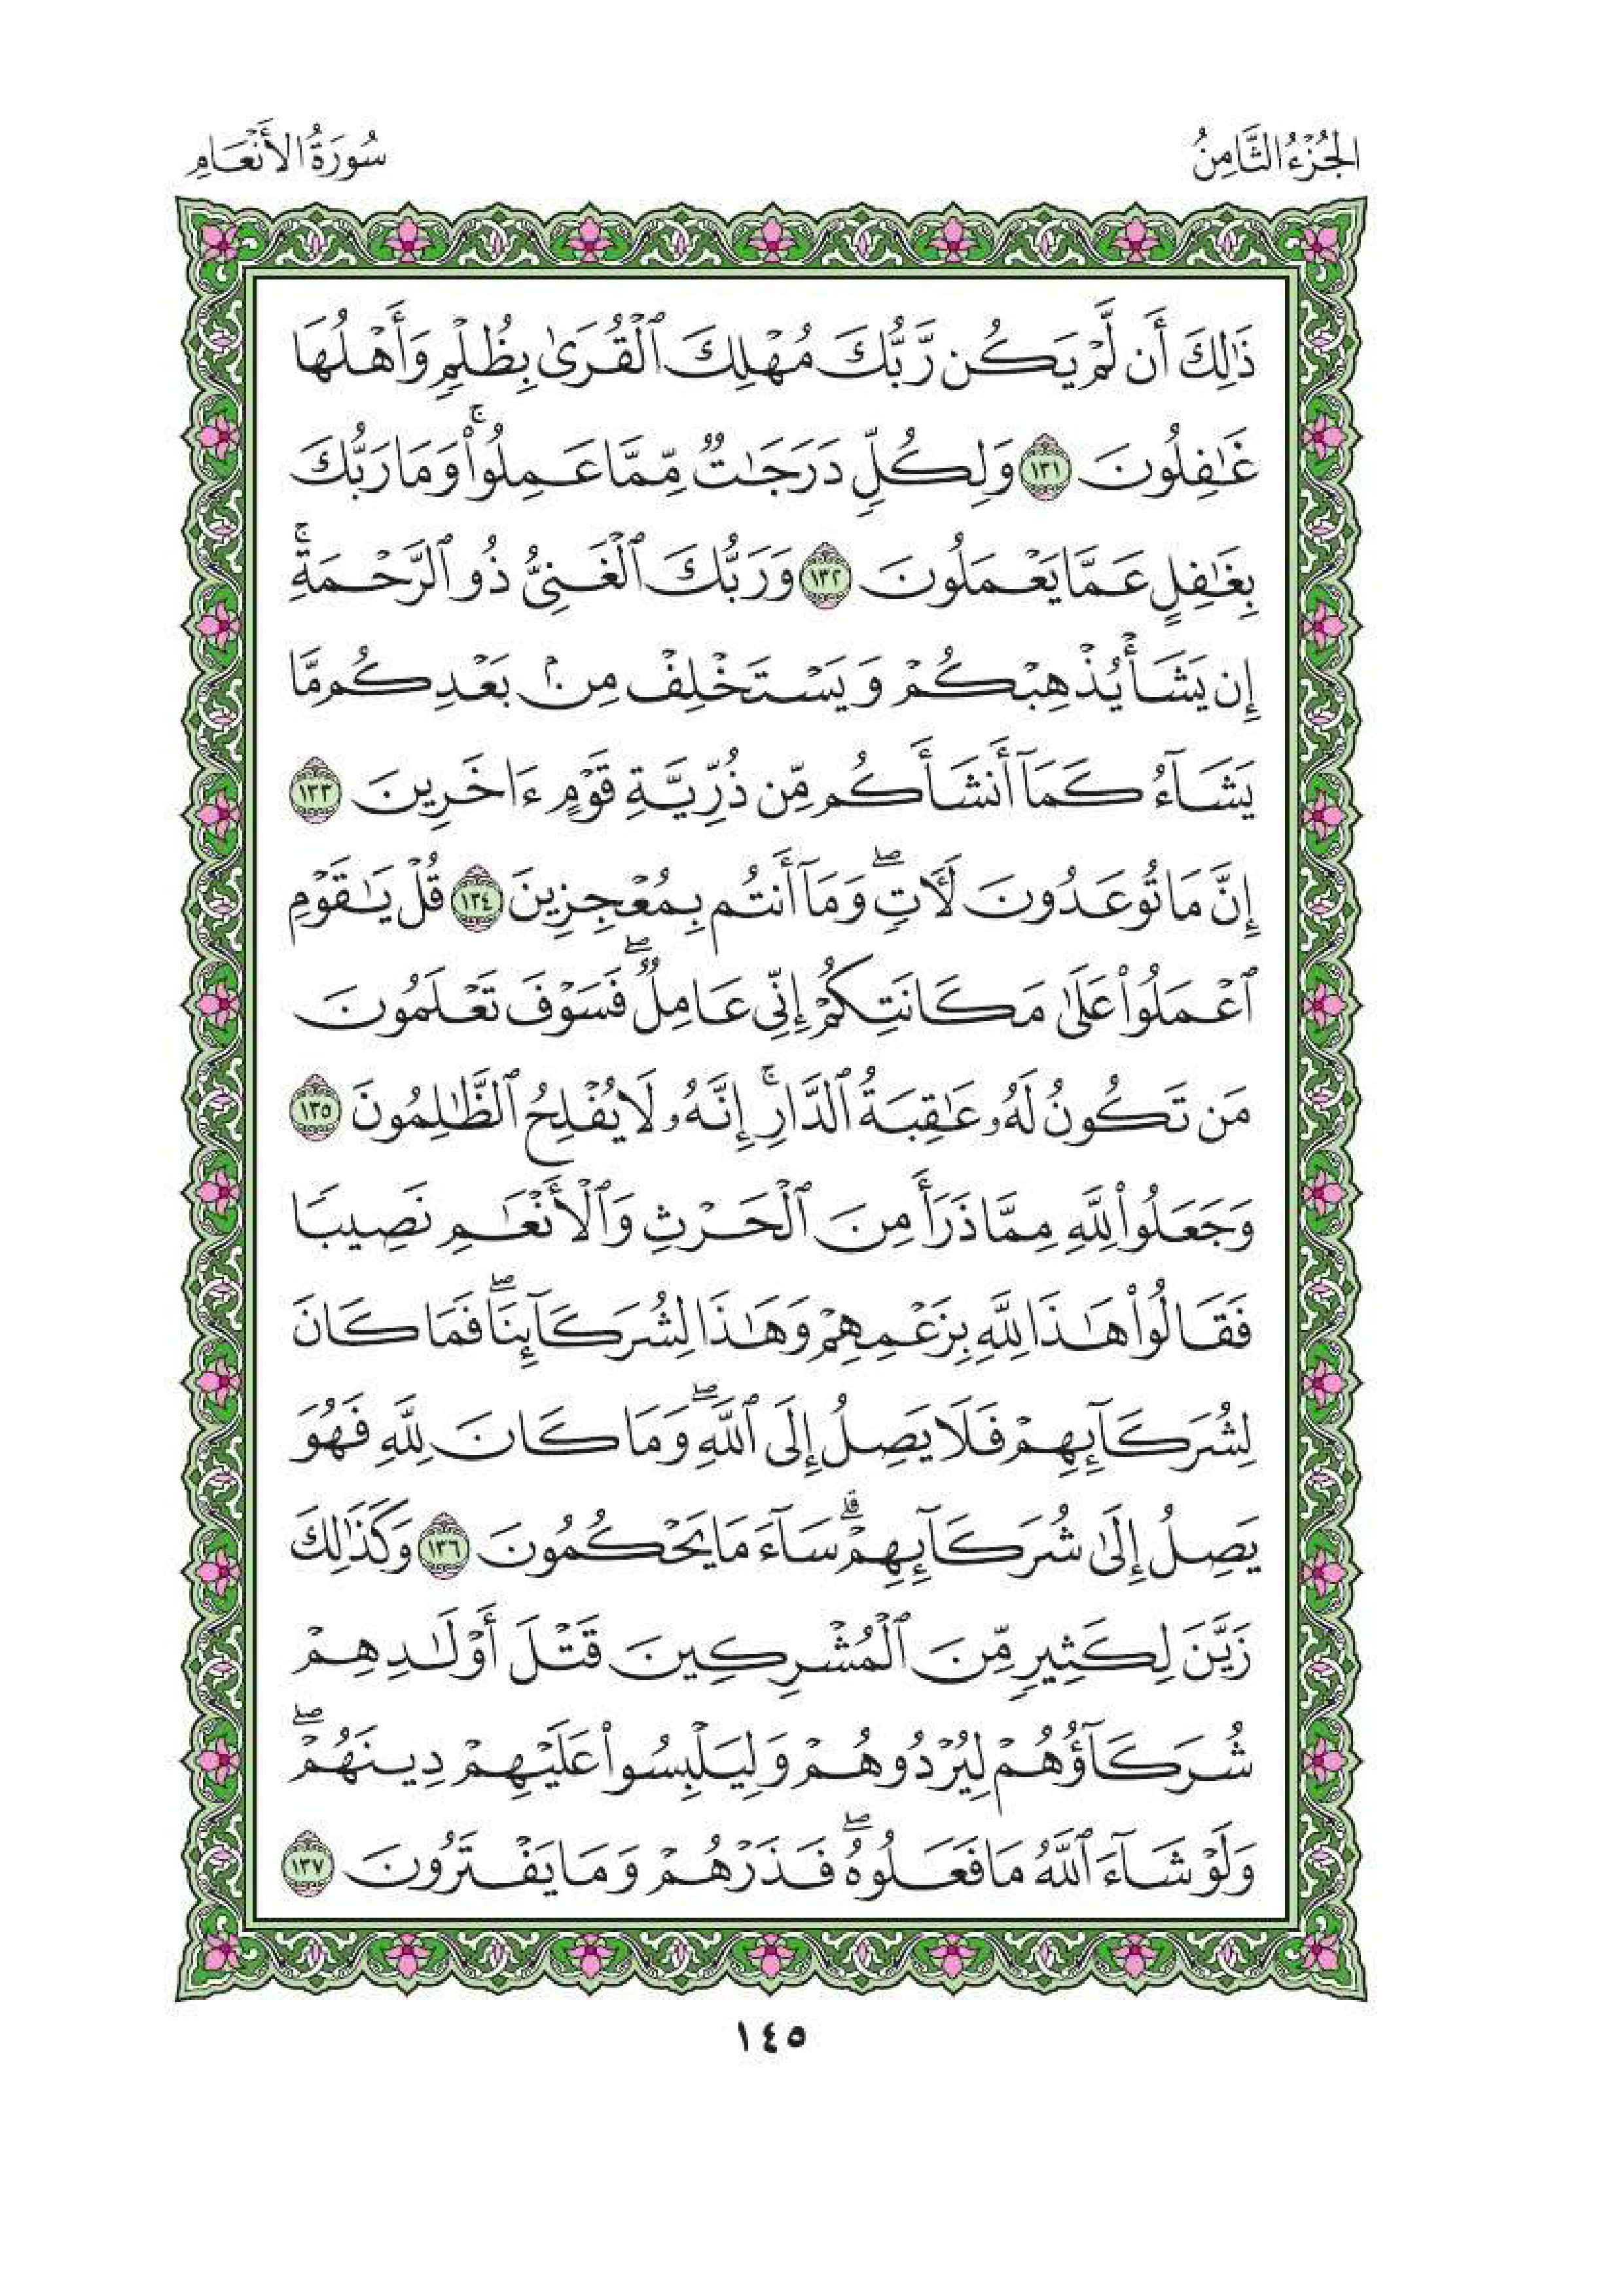 الجُزْءُ الثَّامِنُ
سُورَةُ الأَنْعَامِ
ذَٰلِكَ أَن لَّمْ يَكُن رَّبُّكَ مُهْلِكَ ٱلْقُرَىٰ بِظُلْمٍ وَأَهْلُهَا
غَٰفِلُونَ ١٣١ وَلِكُلٍّ دَرَجَٰتٌ مِّمَّا عَمِلُوا۟ ۚ وَمَا رَبُّكَ
بِغَٰفِلٍ عَمَّا يَعْمَلُونَ ١٣٢ وَرَبُّكَ ٱلْغَنِىُّ ذُو ٱلرَّحْمَةِ ۚ
إِن يَشَأْ يُذْهِبْكُمْ وَيَسْتَخْلِفْ مِنۢ بَعْدِكُم مَّا
يَشَآءُ كَمَآ أَنشَأَكُم مِّن ذُرِّيَّةِ قَوْمٍ ءَاخَرِينَ ١٣٣
إِنَّ مَا تُوعَدُونَ لَءَاتٍ ۖ وَمَآ أَنتُم بِمُعْجِزِينَ ١٣٤ قُلْ يَٰقَوْمِ
ٱعْمَلُوا۟ عَلَىٰ مَكَانَتِكُمْ إِنِّى عَامِلٌ ۖ فَسَوْفَ تَعْلَمُونَ
مَن تَكُونُ لَهُۥ عَٰقِبَةُ ٱلدَّارِ ۚ إِنَّهُۥ لَا يُفْلِحُ ٱلظَّٰلِمُونَ ١٣٥
وَجَعَلُوا۟ لِلَّهِ مِمَّا ذَرَأَ مِنَ ٱلْحَرْثِ وَٱلْأَنْعَٰمِ نَصِيبًا
فَقَالُوا۟ هَٰذَا لِلَّهِ بِزَعْمِهِمْ وَهَٰذَا لِشُرَكَآئِنَا ۖ فَمَا كَانَ
لِشُرَكَآئِهِمْ فَلَا يَصِلُ إِلَى ٱللَّهِ ۖ وَمَا كَانَ لِلَّهِ فَهُوَ
يَصِلُ إِلَىٰ شُرَكَآئِهِمْ ۗ سَآءَ مَا يَحْكُمُونَ ١٣٦ وَكَذَٰلِكَ
زَيَّنَ لِكَثِيرٍ مِّنَ ٱلْمُشْرِكِينَ قَتْلَ أَوْلَٰدِهِمْ
شُرَكَآؤُهُمْ لِيُرْدُوهُمْ وَلِيَلْبِسُوا۟ عَلَيْهِمْ دِينَهُمْ ۖ
وَلَوْ شَآءَ ٱللَّهُ مَا فَعَلُوهُ ۖ فَذَرْهُمْ وَمَا يَفْتَرُونَ ١٣٧
١٤٥